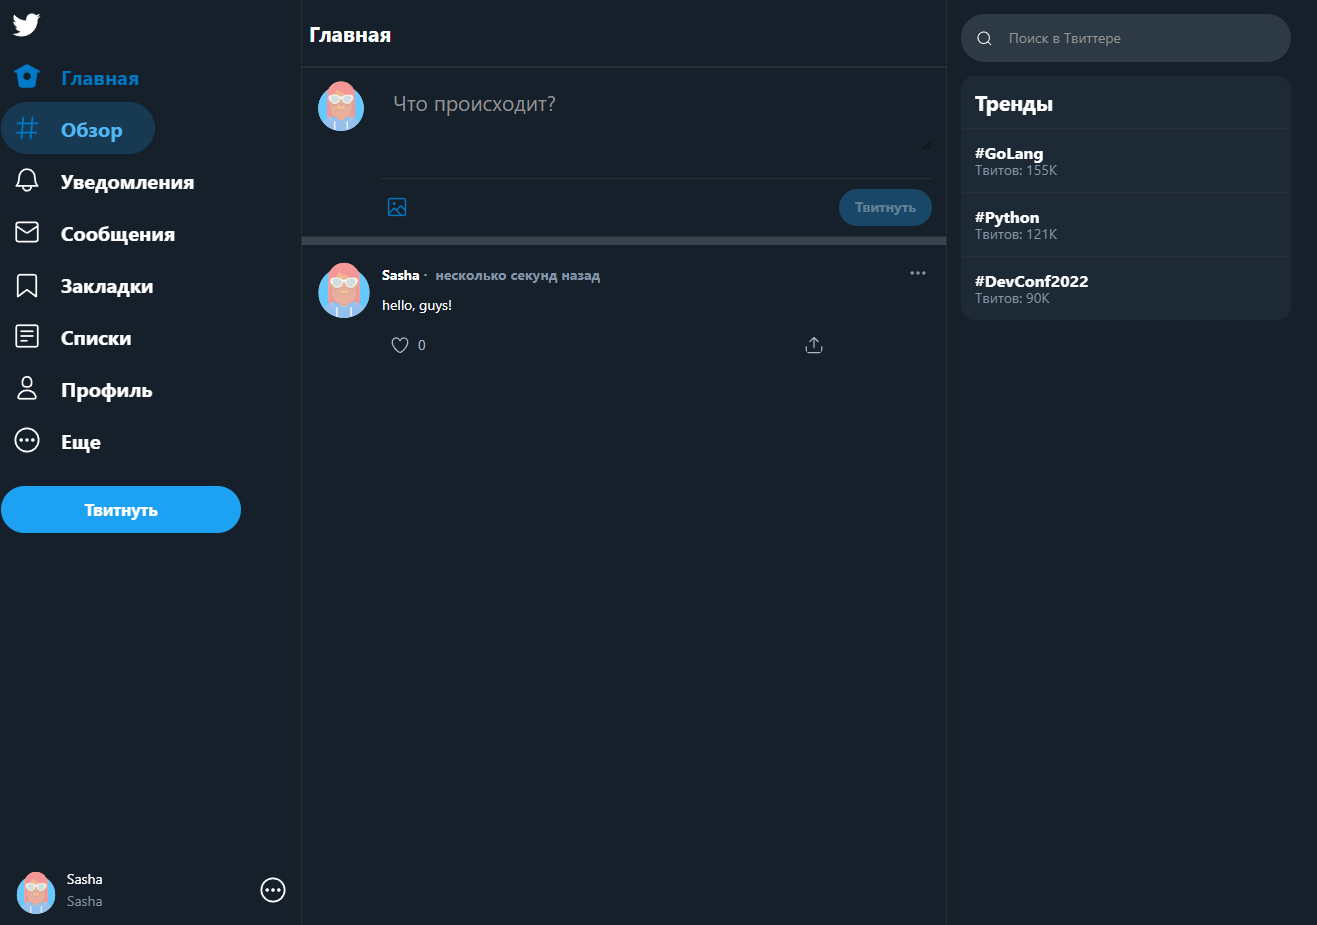 Главная
Обзор
Уведомления
Сообщения
Закладки
Списки
Профиль
Еще
Твитнуть
Sasha
Sasha
Главная
Что происходит?
Твитнуть
Sasha · несколько секунд назад
hello, guys!
0
Поиск в Твиттере
Тренды
#GoLang
Твитов: 155K
#Python
Твитов: 121K
#DevConf2022
Твитов: 90K